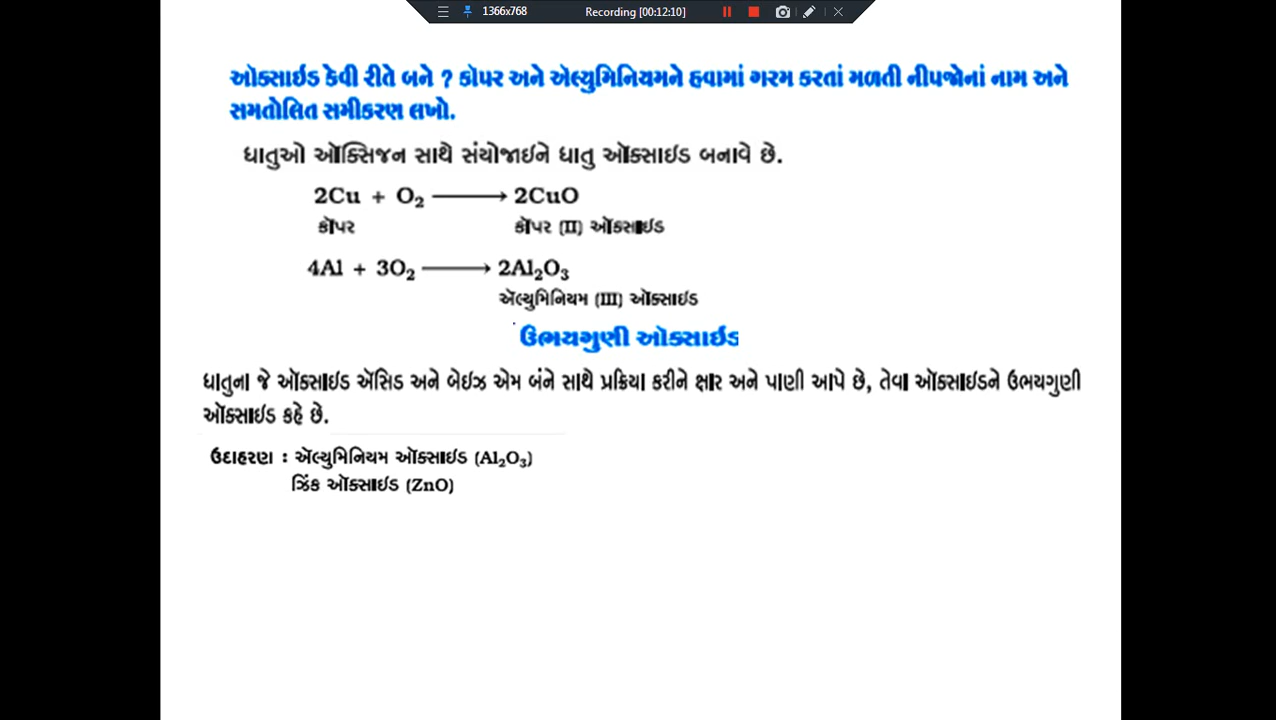 1366x768 Recording [00:12:10]
ઑક્સાઇડ કેવી રીતે બને ? કૉપર અને ઍલ્યુમિનિયમને હવામાં ગરમ કરતાં મળતી નીપજોનાં નામ અને
સમતોલિત સમીકરણ લખો.
ધાતુઓ ઑક્સિજન સાથે સંયોજાઈને ધાતુ ઑક્સાઇડ બનાવે છે.
2Cu + O₂ ⟶ 2CuO
કૉપર કૉપર (II) ઑક્સાઇડ
4Al + 3O₂ ⟶ 2Al₂O₃
ઍલ્યુમિનિયમ (III) ઑક્સાઇડ
ઉભયગુણી ઑક્સાઇડ
ધાતુના જે ઑક્સાઇડ ઍસિડ અને બેઇઝ એમ બંને સાથે પ્રક્રિયા કરીને ક્ષાર અને પાણી આપે છે, તેવા ઑક્સાઇડને ઉભયગુણી
ઑક્સાઇડ કહે છે.
ઉદાહરણ : ઍલ્યુમિનિયમ ઑક્સાઇડ (Al₂O₃)
ઝિંક ઑક્સાઇડ (ZnO)